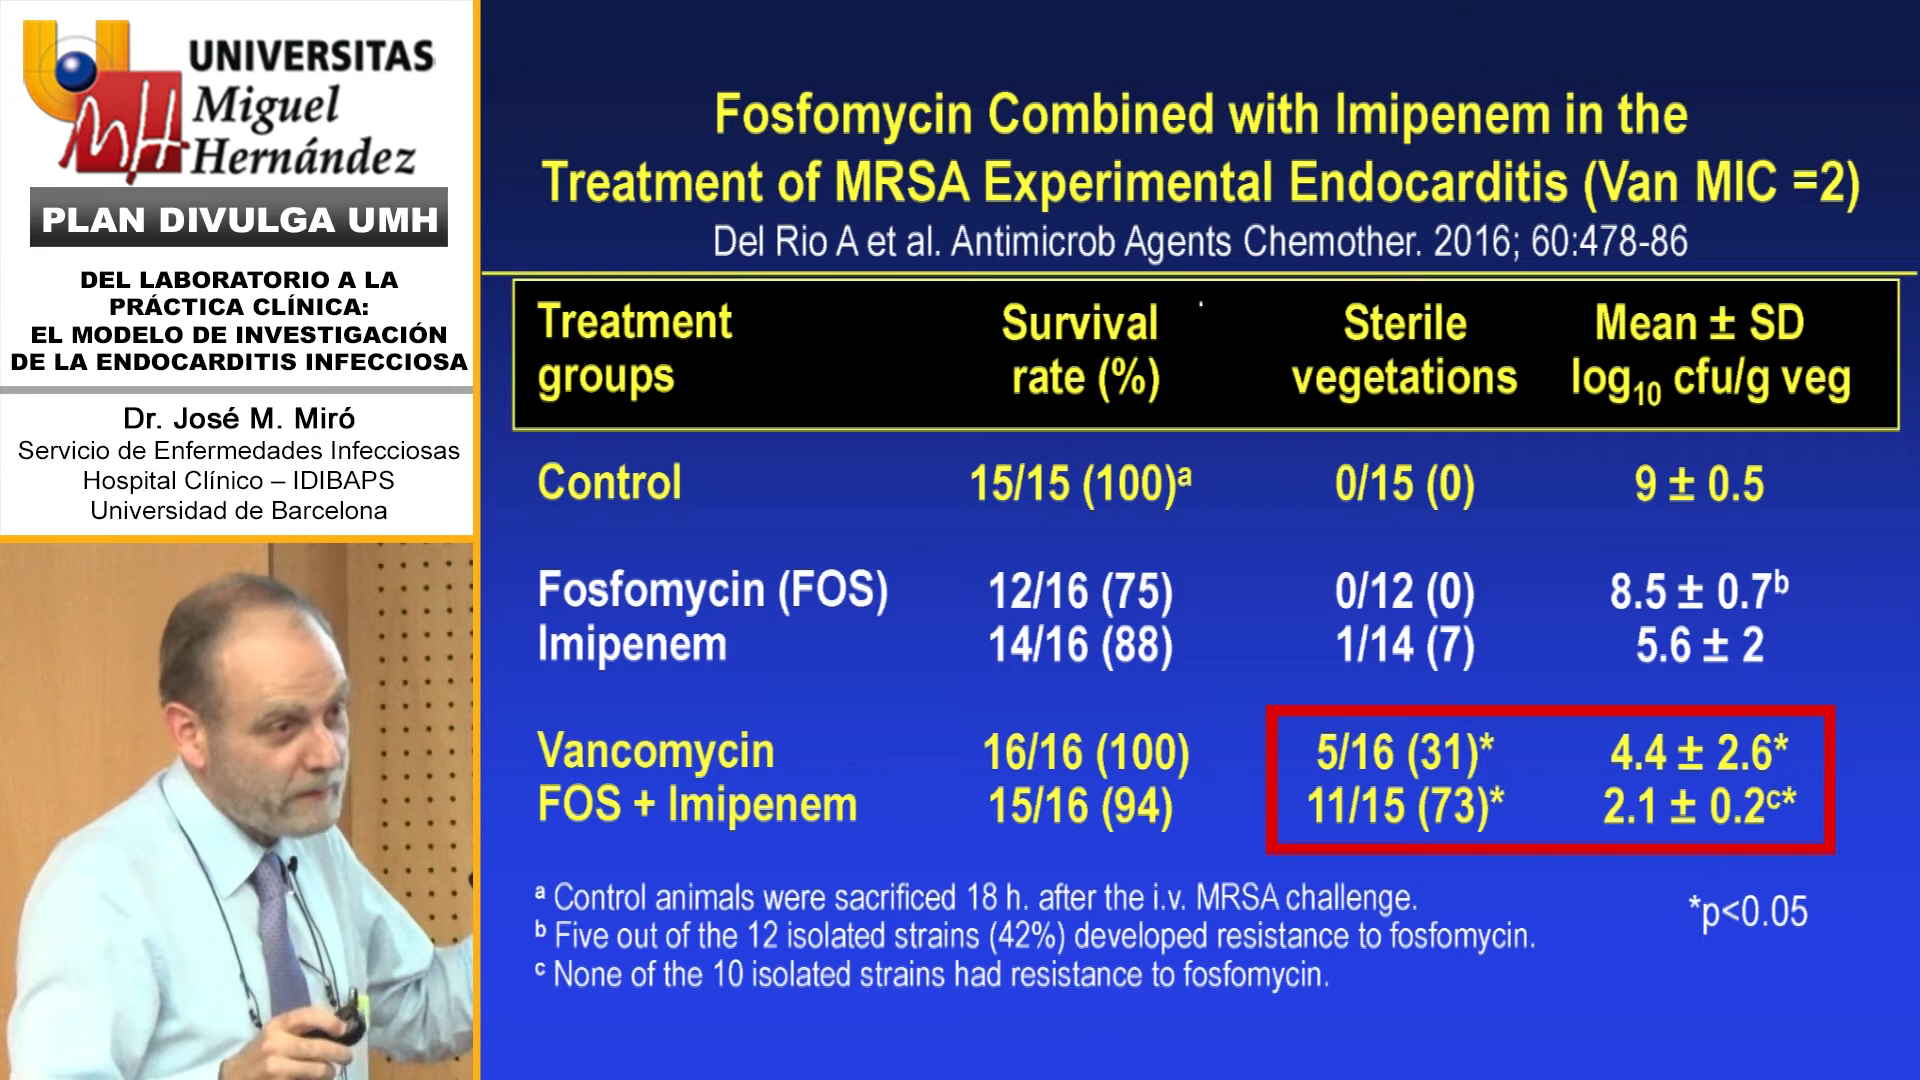 UNIVERSITAS
Miguel
Hernández
PLAN DIVULGA UMH
DEL LABORATORIO A LA
PRÁCTICA CLÍNICA:
EL MODELO DE INVESTIGACIÓN
DE LA ENDOCARDITIS INFECCIOSA
Dr. José M. Miró
Servicio de Enfermedades Infecciosas
Hospital Clínico – IDIBAPS
Universidad de Barcelona
Fosfomycin Combined with Imipenem in the
Treatment of MRSA Experimental Endocarditis (Van MIC =2)
Del Rio A et al. Antimicrob Agents Chemother. 2016; 60:478-86
Treatment groups Survival rate (%) Sterile vegetations Mean ± SD log10 cfu/g veg
Control 15/15 (100)a 0/15 (0) 9 ± 0.5
Fosfomycin (FOS) 12/16 (75) 0/12 (0) 8.5 ± 0.7b
Imipenem 14/16 (88) 1/14 (7) 5.6 ± 2
Vancomycin 16/16 (100) 5/16 (31)* 4.4 ± 2.6*
FOS + Imipenem 15/16 (94) 11/15 (73)* 2.1 ± 0.2c*
a Control animals were sacrificed 18 h. after the i.v. MRSA challenge.
b Five out of the 12 isolated strains (42%) developed resistance to fosfomycin.
c None of the 10 isolated strains had resistance to fosfomycin.
*p<0.05